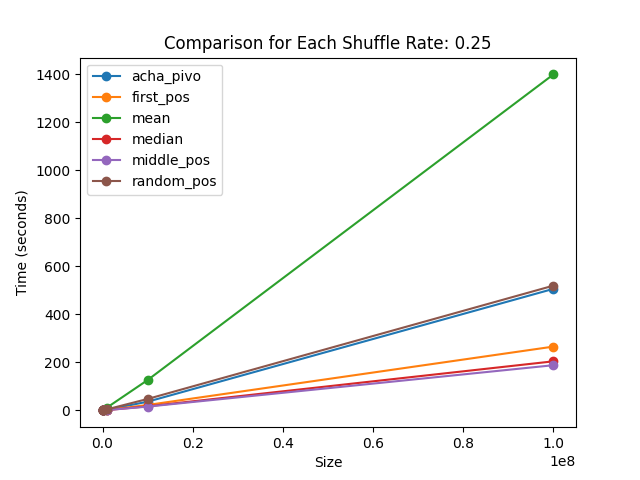 Comparison for Each Shuffle Rate: 0.25
acha_pivo
first_pos
mean
median
middle_pos
random_pos
Time (seconds)
1400
1200
1000
800
600
400
200
0
0.0 0.2 0.4 0.6 0.8 1.0
1e8
Size